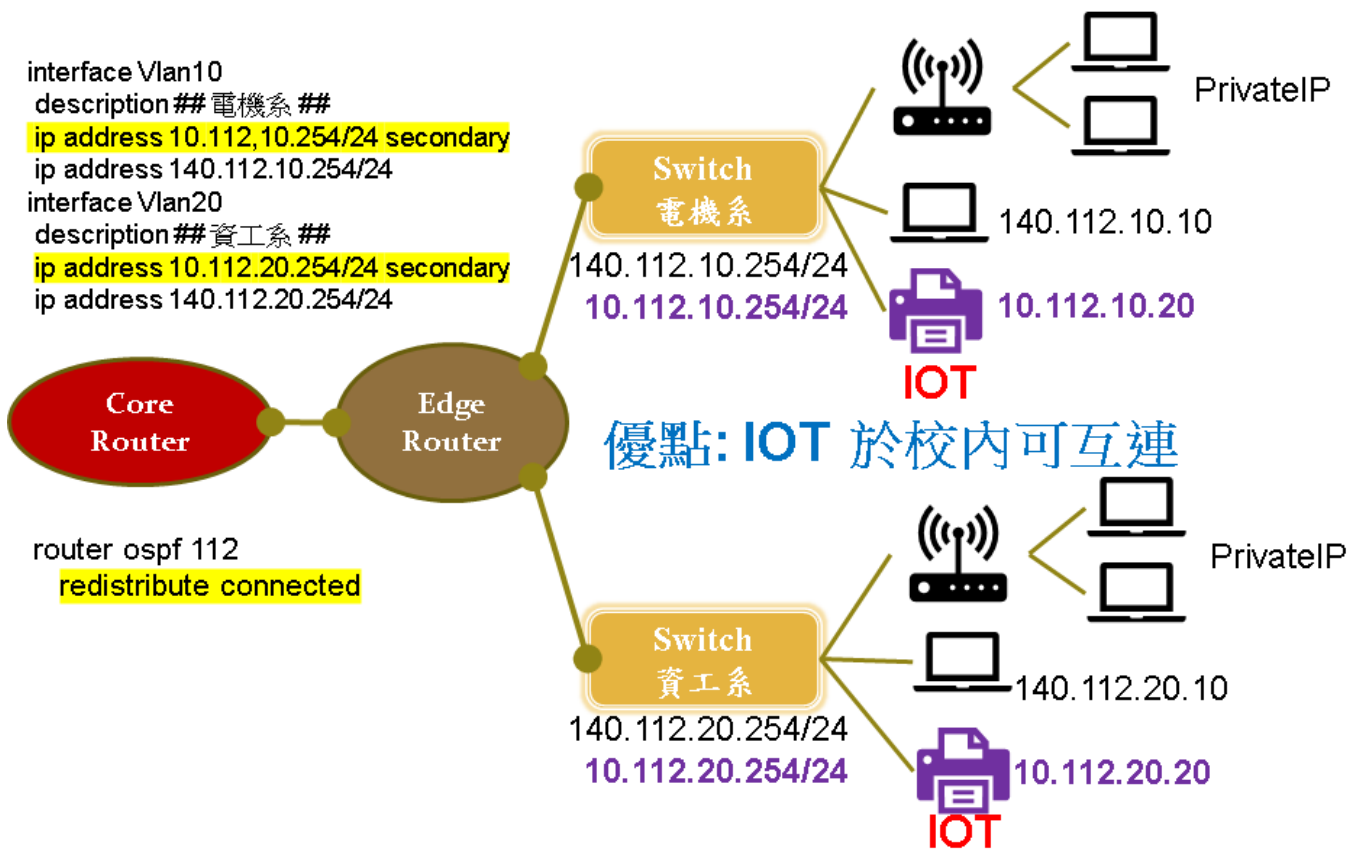 interface Vlan10
description ## 電機系 ##
ip address 10.112,10.254/24 secondary
ip address 140.112.10.254/24
interface Vlan20
description ## 資工系 ##
ip address 10.112.20.254/24 secondary
ip address 140.112.20.254/24
Core
Router
Edge
Router
router ospf 112
redistribute connected
Switch
電機系
140.112.10.254/24
10.112.10.254/24
PrivateIP
140.112.10.10
10.112.10.20
IOT
優點: IOT 於校內可互連
Switch
資工系
140.112.20.254/24
10.112.20.254/24
PrivateIP
140.112.20.10
10.112.20.20
IOT